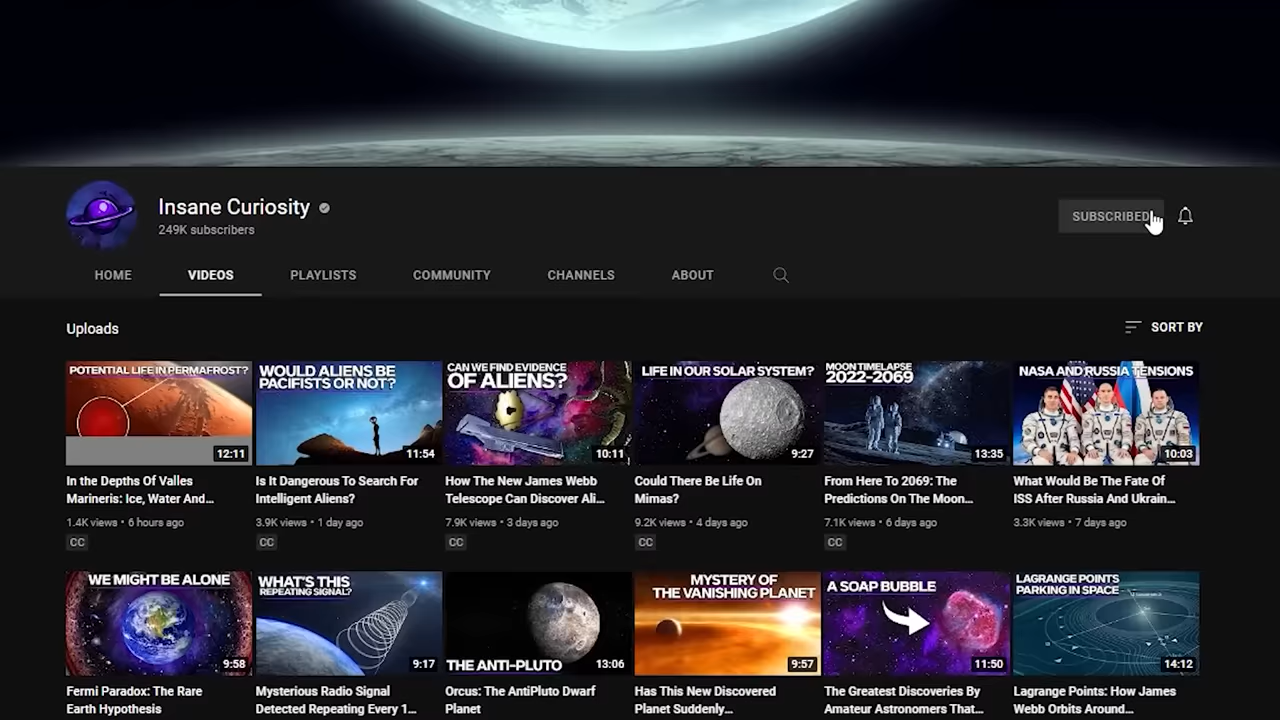 Insane Curiosity
249K subscribers
SUBSCRIBED
HOME
VIDEOS
PLAYLISTS
COMMUNITY
CHANNELS
ABOUT
Uploads
SORT BY
POTENTIAL LIFE IN PERMAFROST?
12:11
WOULD ALIENS BE
PACIFISTS OR NOT?
11:54
CAN WE FIND EVIDENCE
OF ALIENS?
10:11
LIFE IN OUR SOLAR SYSTEM?
9:27
MOON TIMELAPSE
2022-2069
13:35
NASA AND RUSSIA TENSIONS
10:03
In the Depths Of Valles
Marineris: Ice, Water And...
1.4K views • 6 hours ago
CC
Is It Dangerous To Search For
Intelligent Aliens?
3.9K views • 1 day ago
CC
How The New James Webb
Telescope Can Discover Ali...
7.9K views • 3 days ago
CC
Could There Be Life On
Mimas?
9.2K views • 4 days ago
CC
From Here To 2069: The
Predictions On The Moon...
7.1K views • 6 days ago
CC
What Would Be The Fate Of
ISS After Russia And Ukrain...
3.3K views • 7 days ago
WE MIGHT BE ALONE
9:58
WHAT'S THIS
REPEATING SIGNAL?
9:17
THE ANTI-PLUTO
13:06
MYSTERY OF
THE VANISHING PLANET
9:57
A SOAP BUBBLE
11:50
LAGRANGE POINTS
PARKING IN SPACE
14:12
Fermi Paradox: The Rare
Earth Hypothesis
Mysterious Radio Signal
Detected Repeating Every 1...
Orcus: The AntiPluto Dwarf
Planet
Has This New Discovered
Planet Suddenly...
The Greatest Discoveries By
Amateur Astronomers That...
Lagrange Points: How James
Webb Orbits Around...